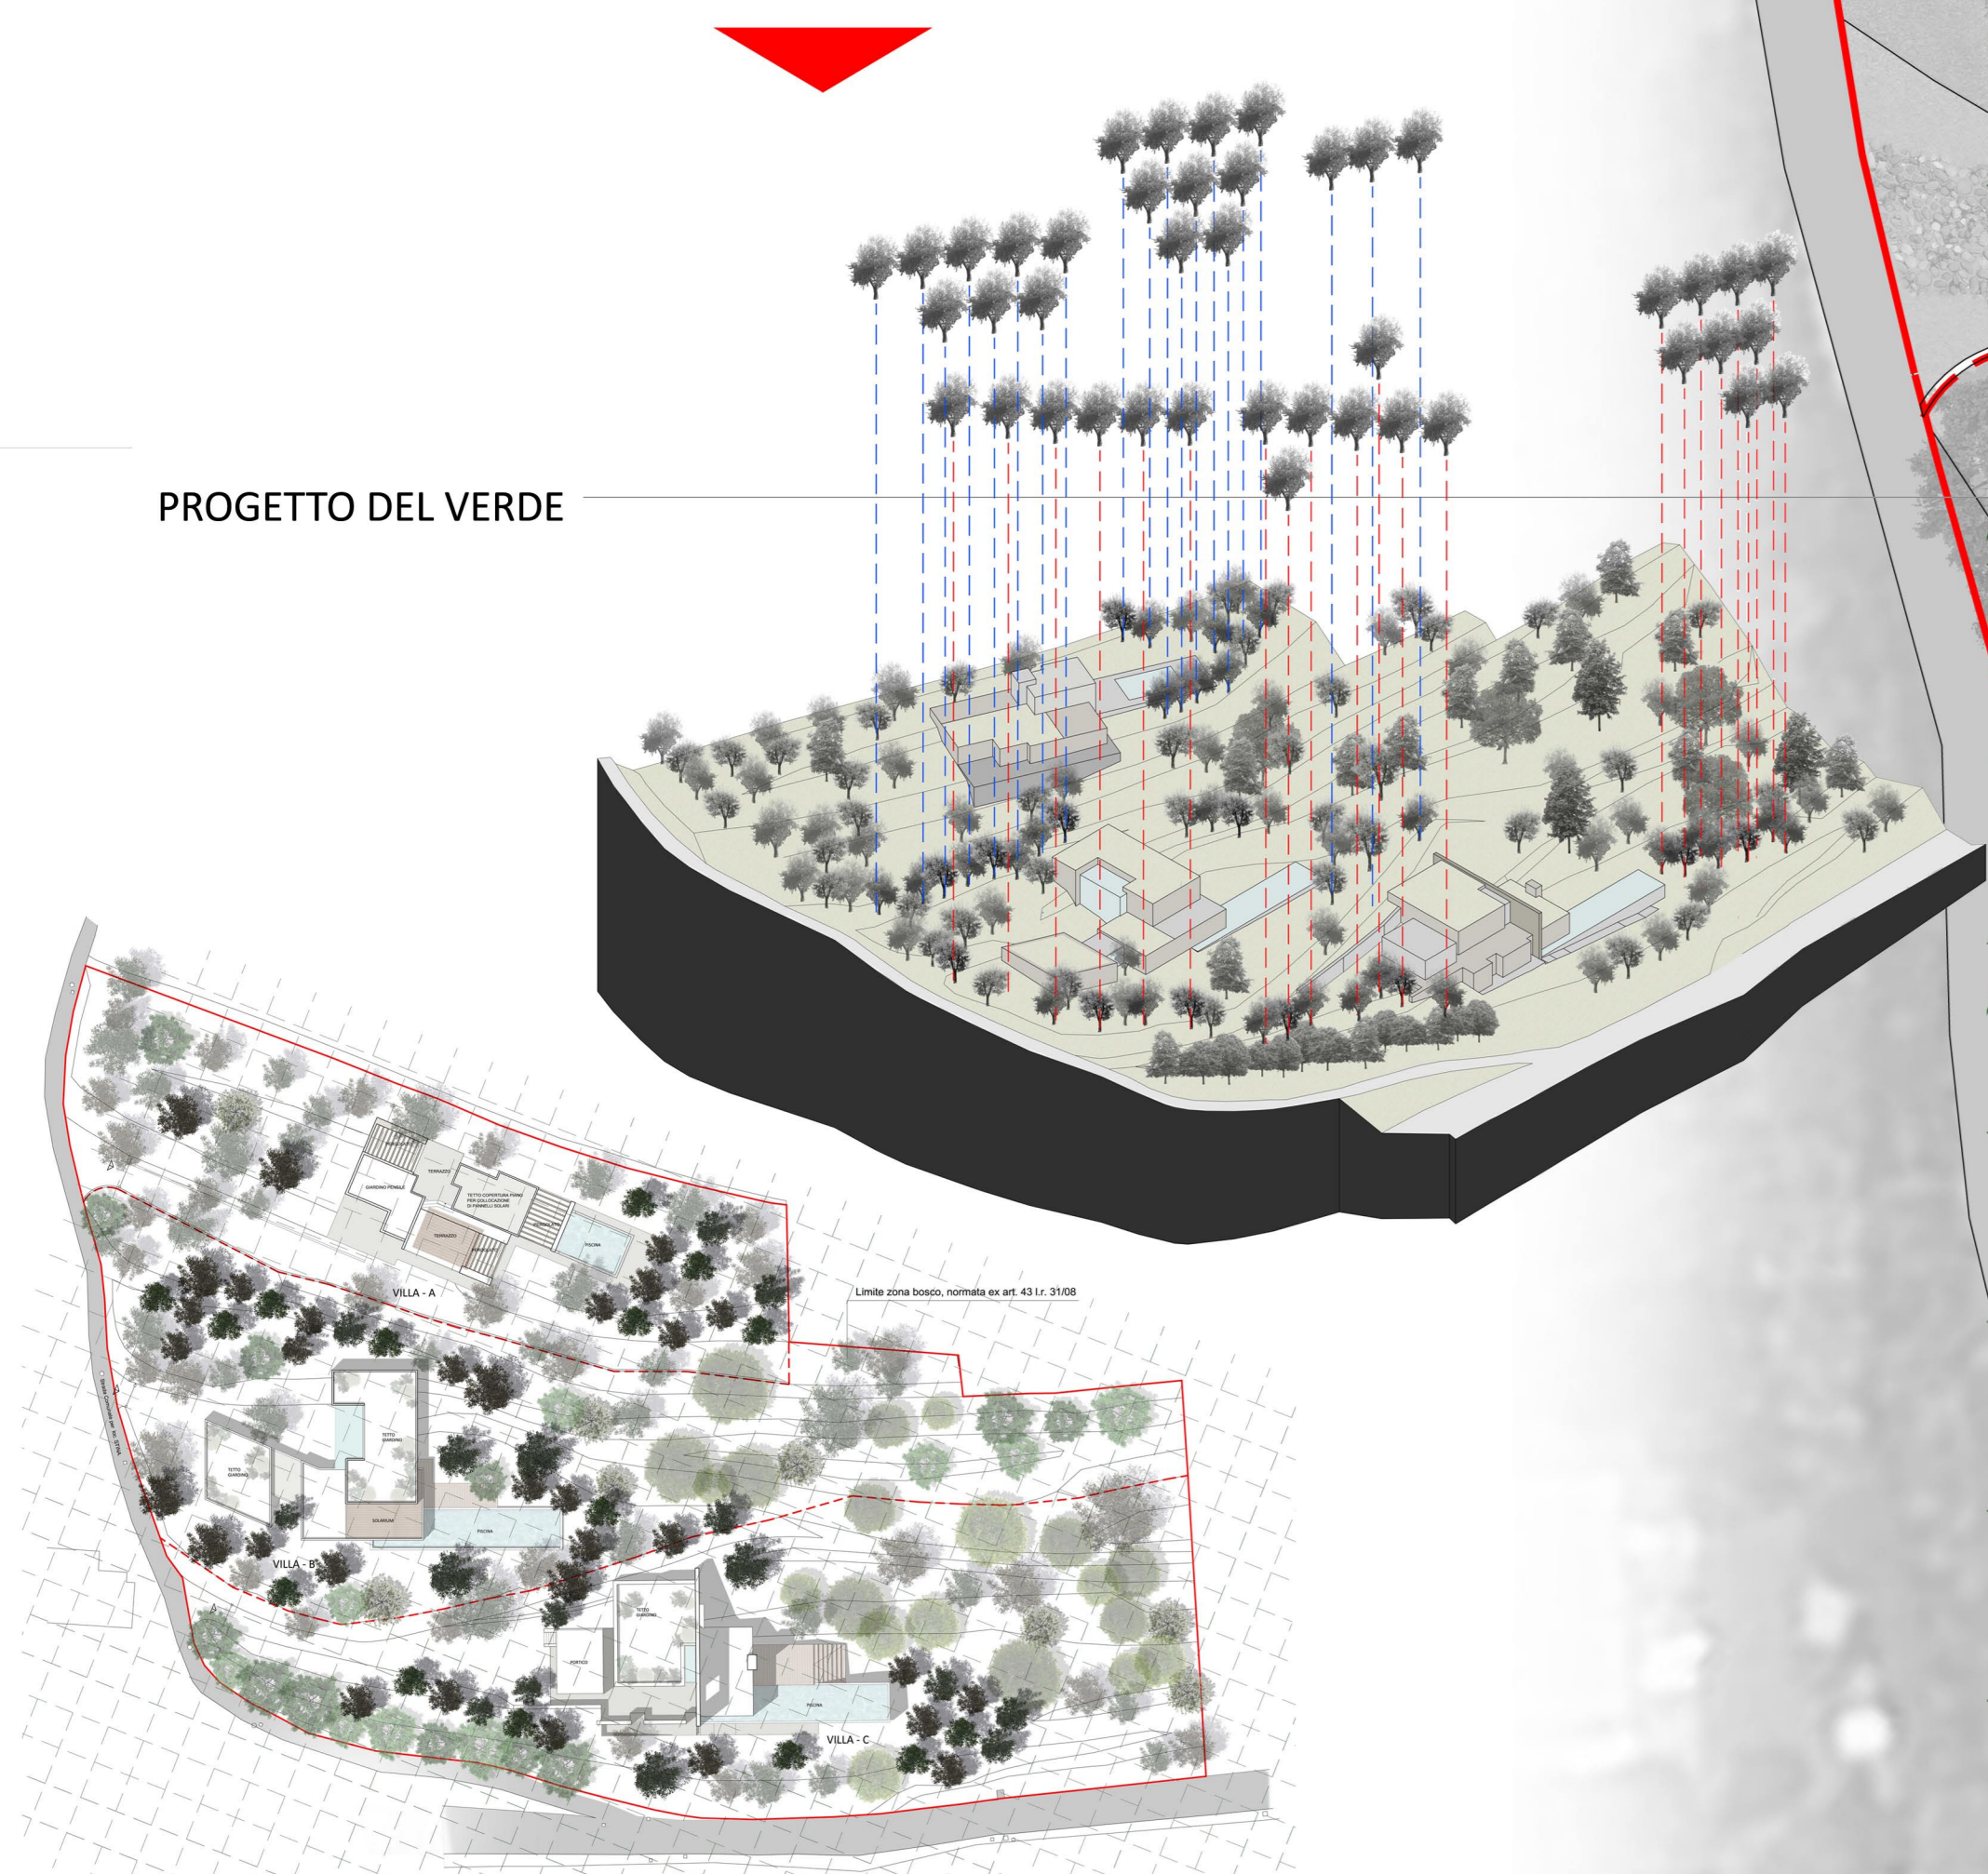 PROGETTO DEL VERDE
Limite zona bosco, normata ex art. 43 l.r. 31/08
TERRAZZO
GIARDINO PENSILE
TETTO COPERTURA PIANO
PER COLLOCAZIONE
DI PANNELLI SOLARI
TERRAZZO
PISCINA
VILLA - A
TETTO
GIARDINO
TETTO
GIARDINO
SOLARIUM
PISCINA
VILLA - B
TETTO
GIARDINO
PORTICO
PISCINA
VILLA - C